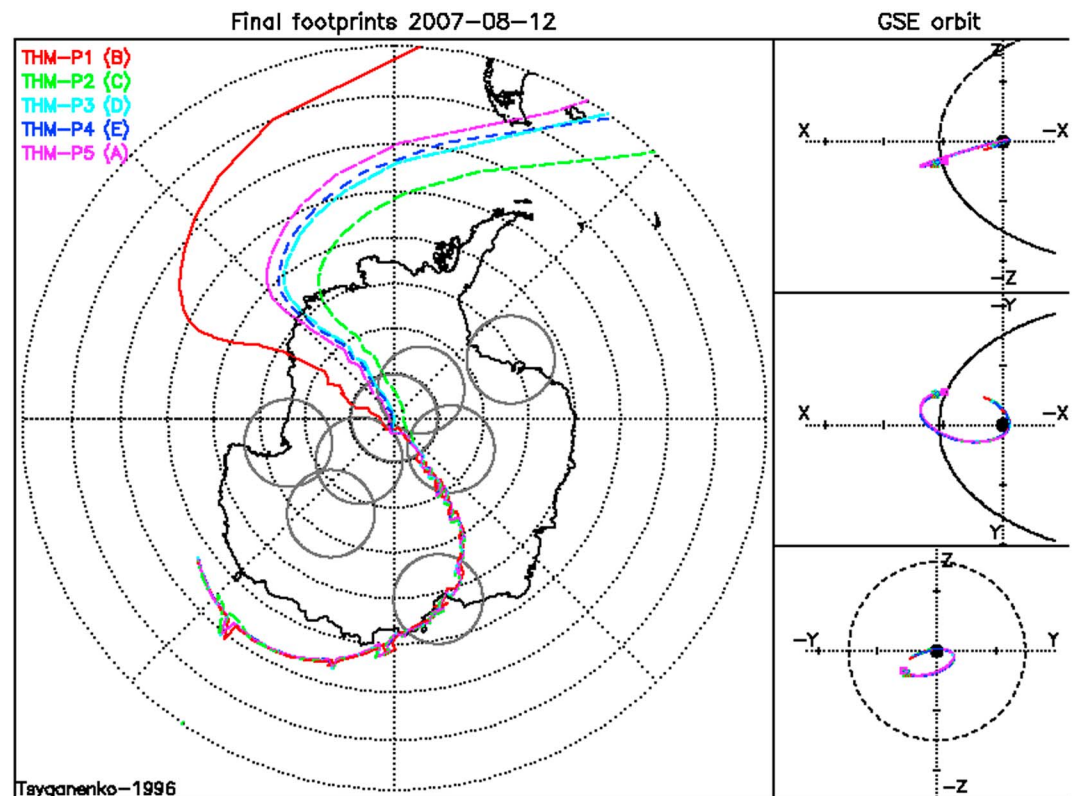 Final footprints 2007-08-12
GSE orbit
THM-P1 (B)
THM-P2 (C)
THM-P3 (D)
THM-P4 (E)
THM-P5 (A)
Z
X
-X
-Z
-Y
X
-X
Y
Z
-Y
Y
-Z
Tsyganenko-1996